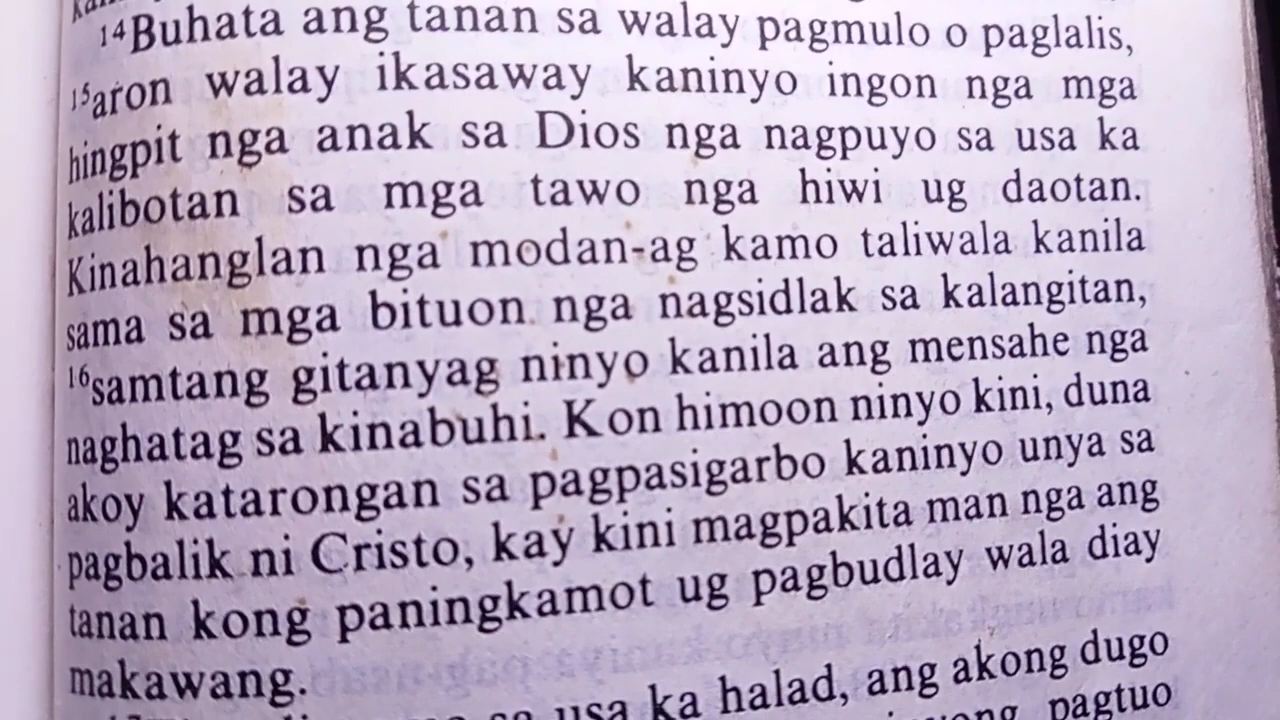 ¹⁴Buhata ang tanan sa walay pagmulo o paglalis,
¹⁵aron walay ikasaway kaninyo ingon nga mga
hingpit nga anak sa Dios nga nagpuyo sa usa ka
kalibotan sa mga tawo nga hiwi ug daotan.
Kinahanglan nga modan-ag kamo taliwala kanila
sama sa mga bituon nga nagsidlak sa kalangitan,
¹⁶samtang gitanyag ninyo kanila ang mensahe nga
naghatag sa kinabuhi. Kon himoon ninyo kini, duna
akoy katarongan sa pagpasigarbo kaninyo unya sa
pagbalik ni Cristo, kay kini magpakita man nga ang
tanan kong paningkamot ug pagbudlay wala diay
makawang.
sa usa ka halad, ang akong dugo
pagtuo